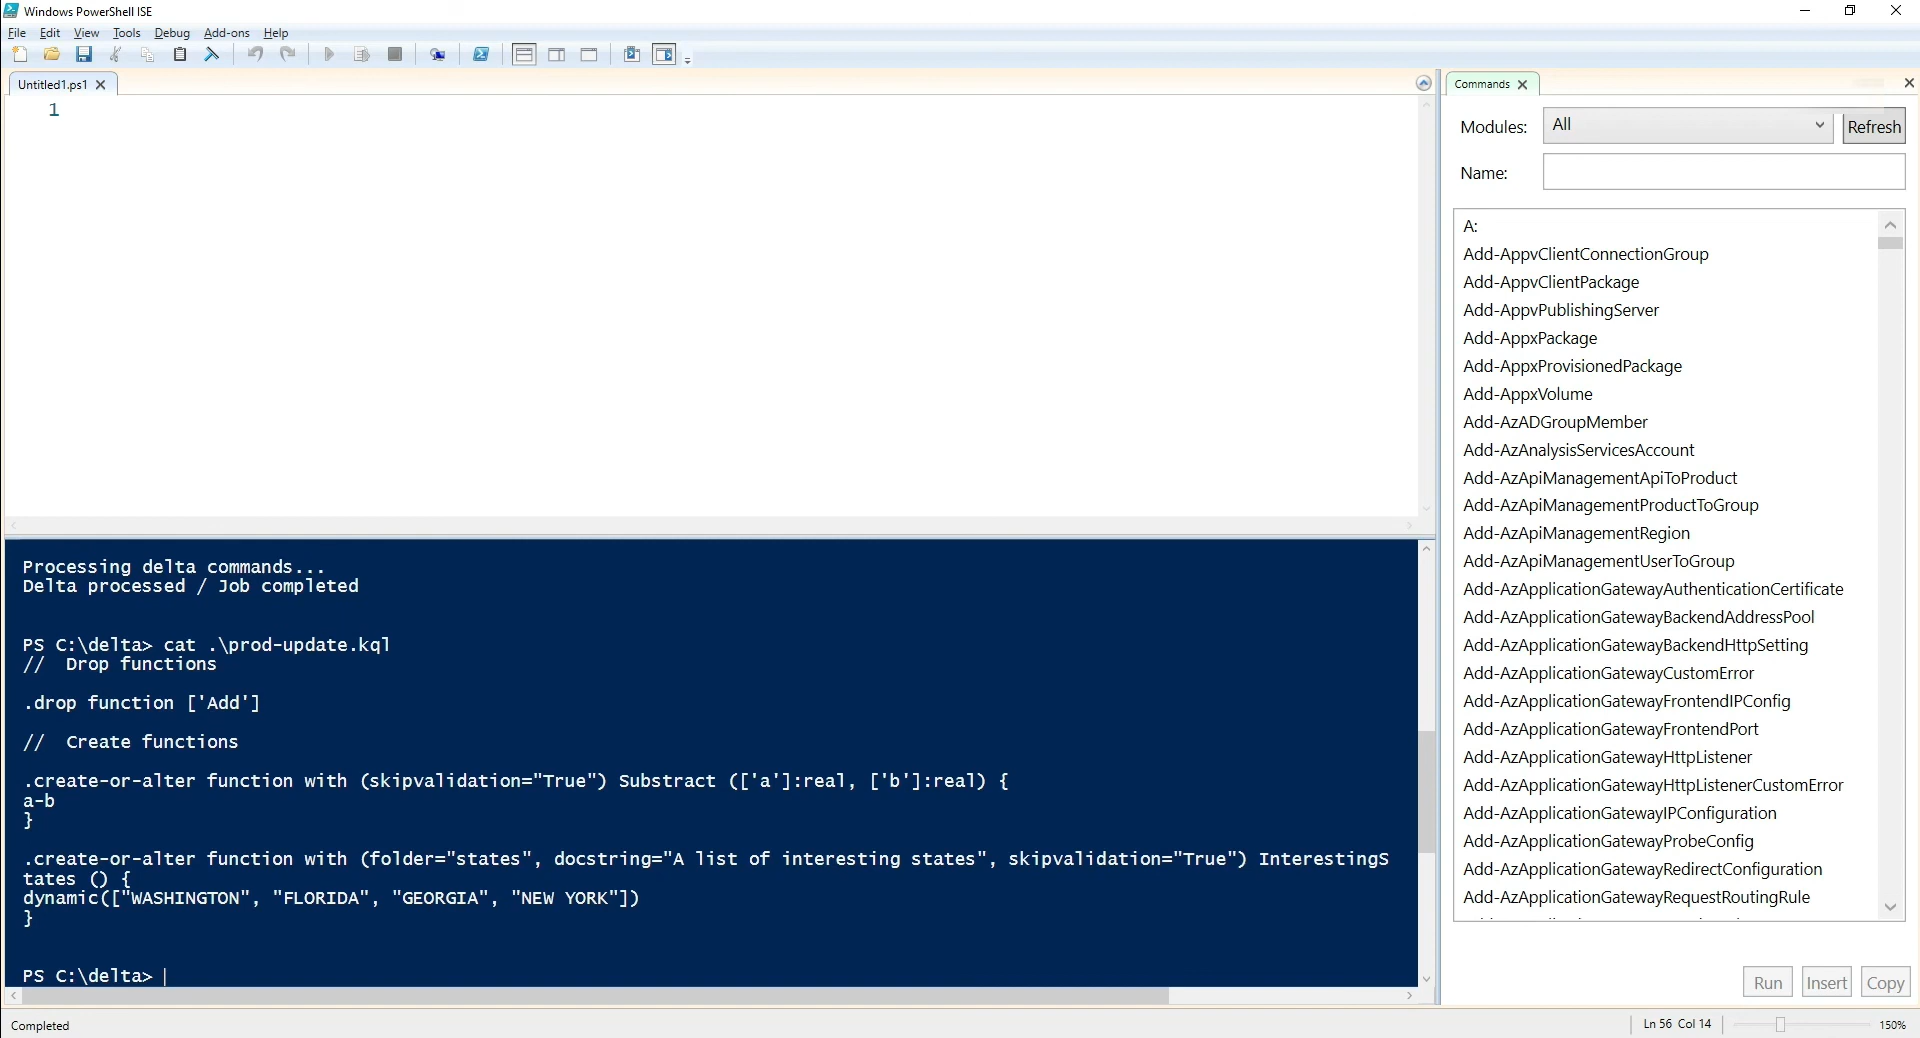 Windows PowerShell ISE
File Edit View Tools Debug Add-ons Help
Untitled1.ps1
1
Processing delta commands...
Delta processed / Job completed
PS C:\delta> cat .\prod-update.kql
//  Drop functions
.drop function ['Add']
//  Create functions
.create-or-alter function with (skipvalidation="True") Substract (['a']:real, ['b']:real) {
a-b
}
.create-or-alter function with (folder="states", docstring="A list of interesting states", skipvalidation="True") InterestingS
tates () {
dynamic(["WASHINGTON", "FLORIDA", "GEORGIA", "NEW YORK"])
}
PS C:\delta>
Commands
Modules: All Refresh
Name:
A:
Add-AppvClientConnectionGroup
Add-AppvClientPackage
Add-AppvPublishingServer
Add-AppxPackage
Add-AppxProvisionedPackage
Add-AppxVolume
Add-AzADGroupMember
Add-AzAnalysisServicesAccount
Add-AzApiManagementApiToProduct
Add-AzApiManagementProductToGroup
Add-AzApiManagementRegion
Add-AzApiManagementUserToGroup
Add-AzApplicationGatewayAuthenticationCertificate
Add-AzApplicationGatewayBackendAddressPool
Add-AzApplicationGatewayBackendHttpSetting
Add-AzApplicationGatewayCustomError
Add-AzApplicationGatewayFrontendIPConfig
Add-AzApplicationGatewayFrontendPort
Add-AzApplicationGatewayHttpListener
Add-AzApplicationGatewayHttpListenerCustomError
Add-AzApplicationGatewayIPConfiguration
Add-AzApplicationGatewayProbeConfig
Add-AzApplicationGatewayRedirectConfiguration
Add-AzApplicationGatewayRequestRoutingRule
Run Insert Copy
Completed
Ln 56 Col 14
150%